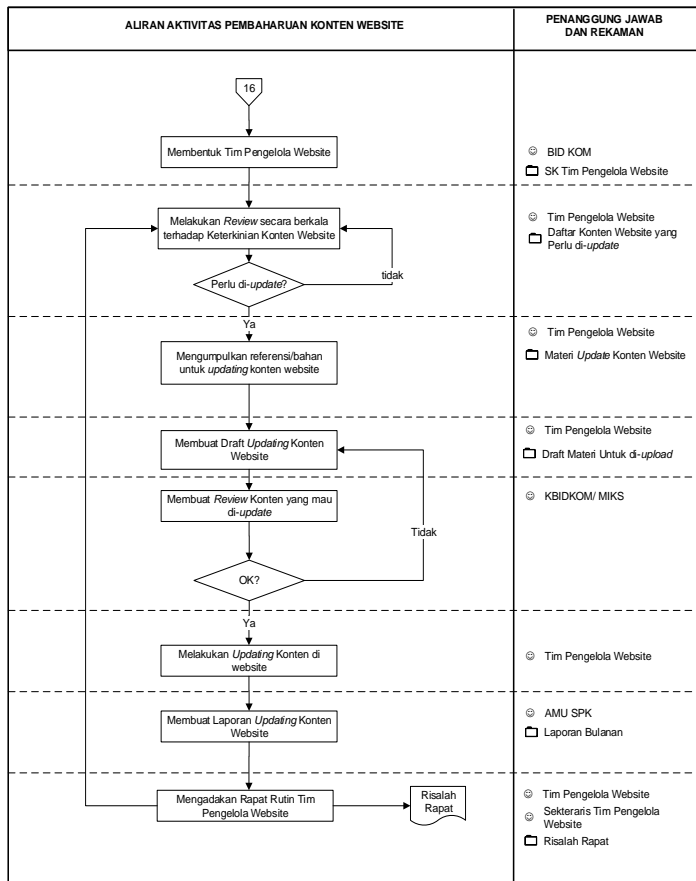 ALIRAN AKTIVITAS PEMBAHARUAN KONTEN WEBSITE
PENANGGUNG JAWAB
DAN REKAMAN
16
Membentuk Tim Pengelola Website
BID KOM
SK Tim Pengelola Website
Melakukan Review secara berkala
terhadap Keterkinian Konten Website
Tim Pengelola Website
Daftar Konten Website yang
Perlu di-update
tidak
Perlu di-update?
Ya
Mengumpulkan referensi/bahan
untuk updating konten website
Tim Pengelola Website
Materi Update Konten Website
Membuat Draft Updating Konten
Website
Tim Pengelola Website
Draft Materi Untuk di-upload
Membuat Review Konten yang mau
di-update
KBIDKOM/ MIKS
Tidak
OK?
Ya
Melakukan Updating Konten di
website
Tim Pengelola Website
Membuat Laporan Updating Konten
Website
AMU SPK
Laporan Bulanan
Mengadakan Rapat Rutin Tim
Pengelola Website
Risalah
Rapat
Tim Pengelola Website
Sekteraris Tim Pengelola
Website
Risalah Rapat